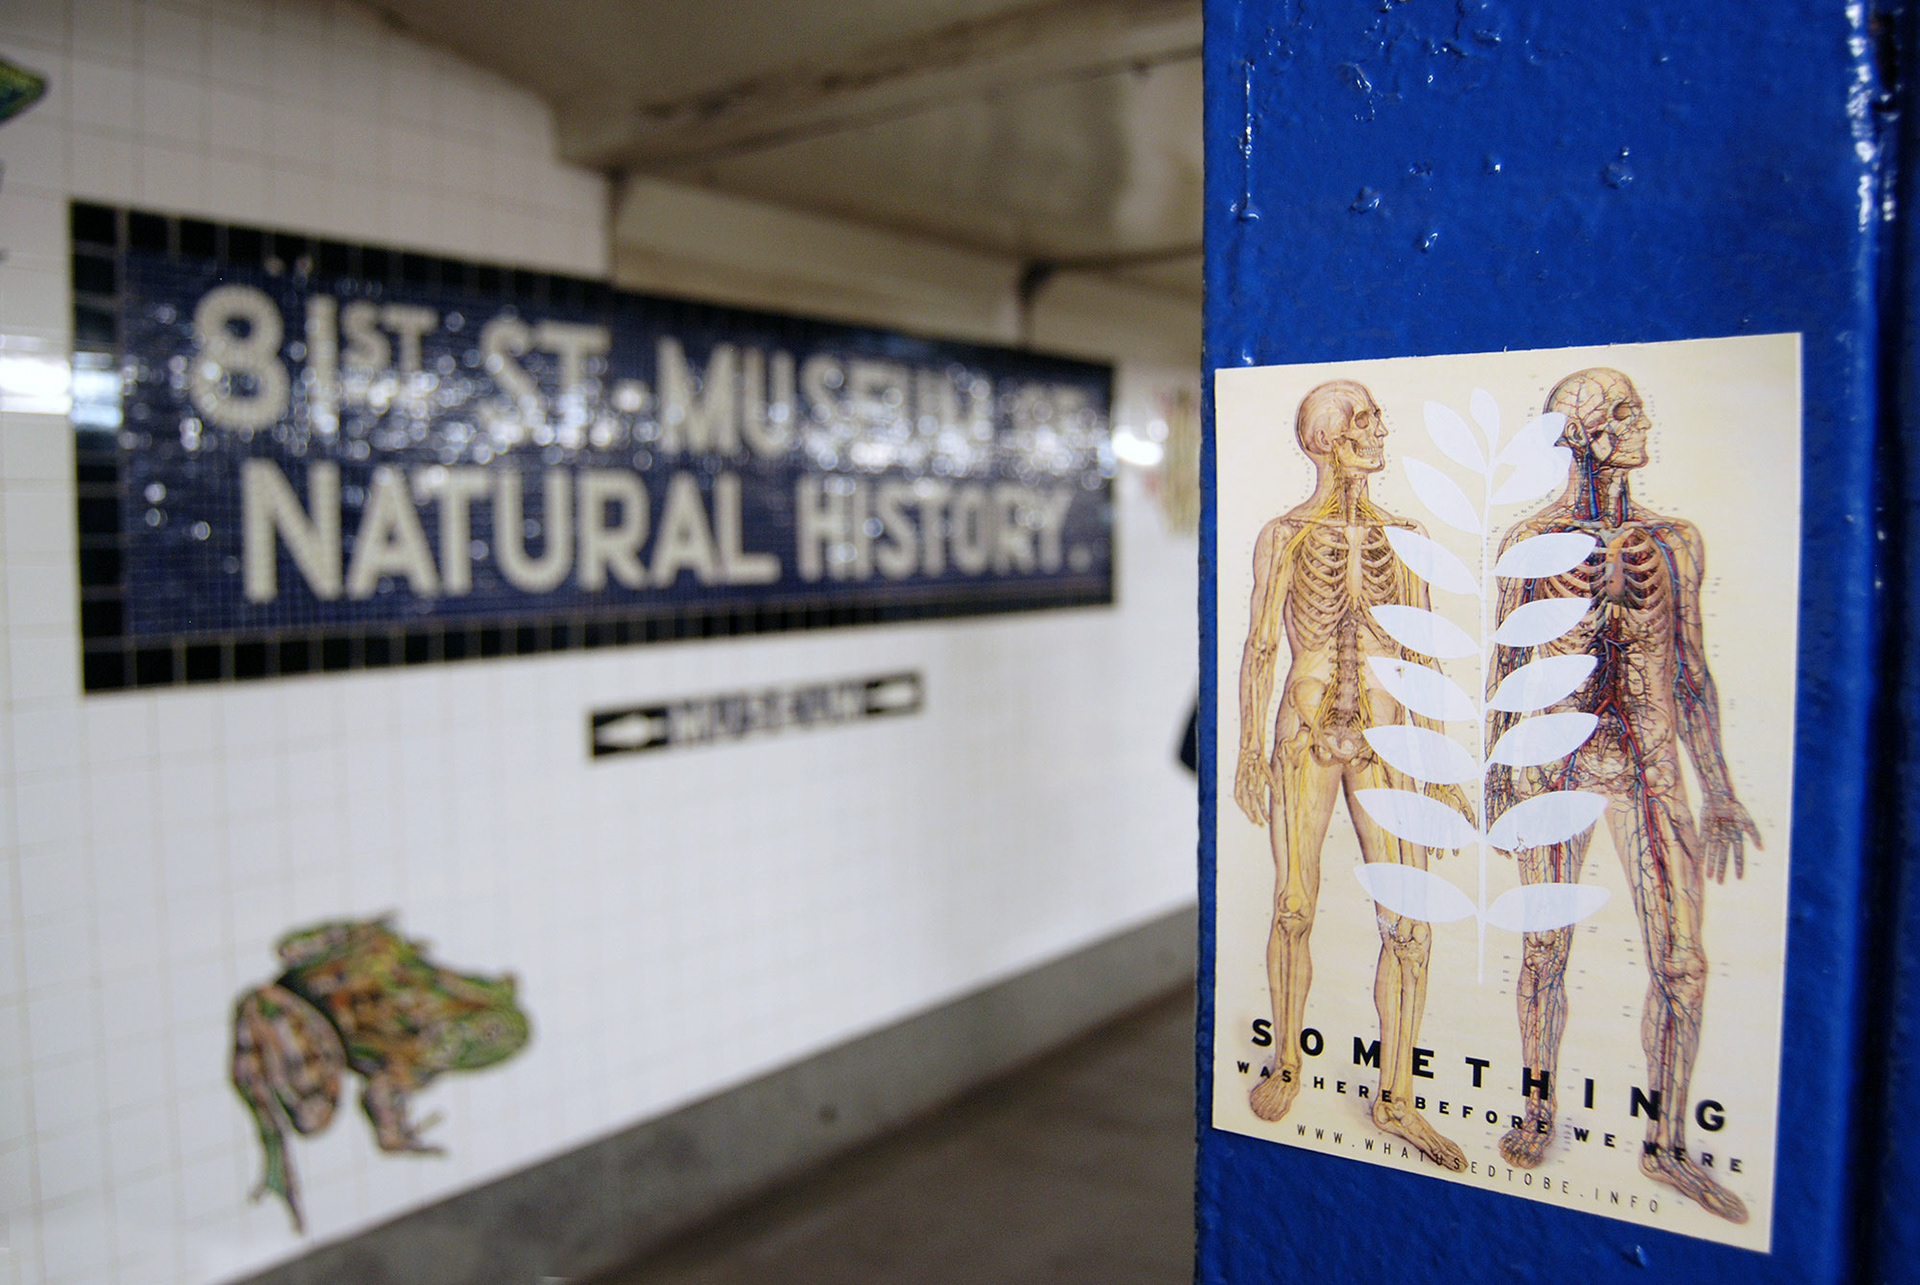 81ST ST.-MUSEUM OF
NATURAL HISTORY.
MUSEUM
SOMETHING
WAS HERE BEFORE WE WERE
WWW.WHATUSEDTOBE.INFO